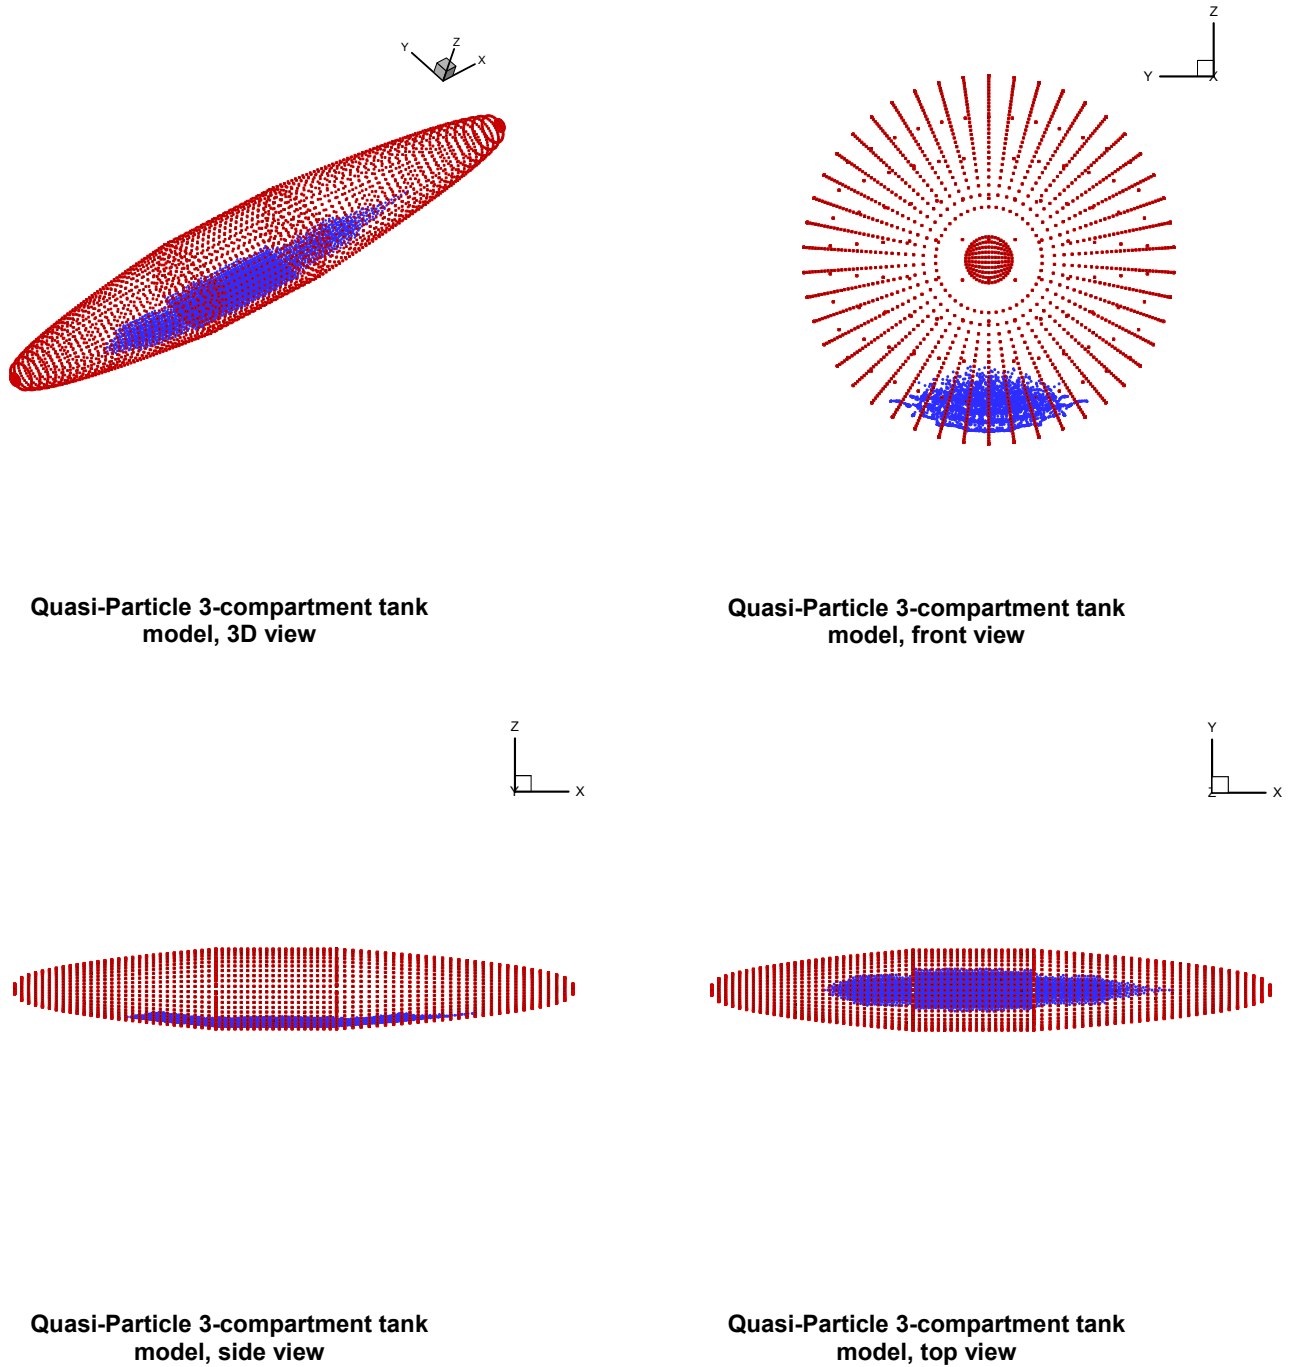 Y
Z
X
Z
Y
X
Quasi-Particle 3-compartment tank
model, 3D view
Quasi-Particle 3-compartment tank
model, front view
Z
Y
X
Y
Z
X
Quasi-Particle 3-compartment tank
model, side view
Quasi-Particle 3-compartment tank
model, top view